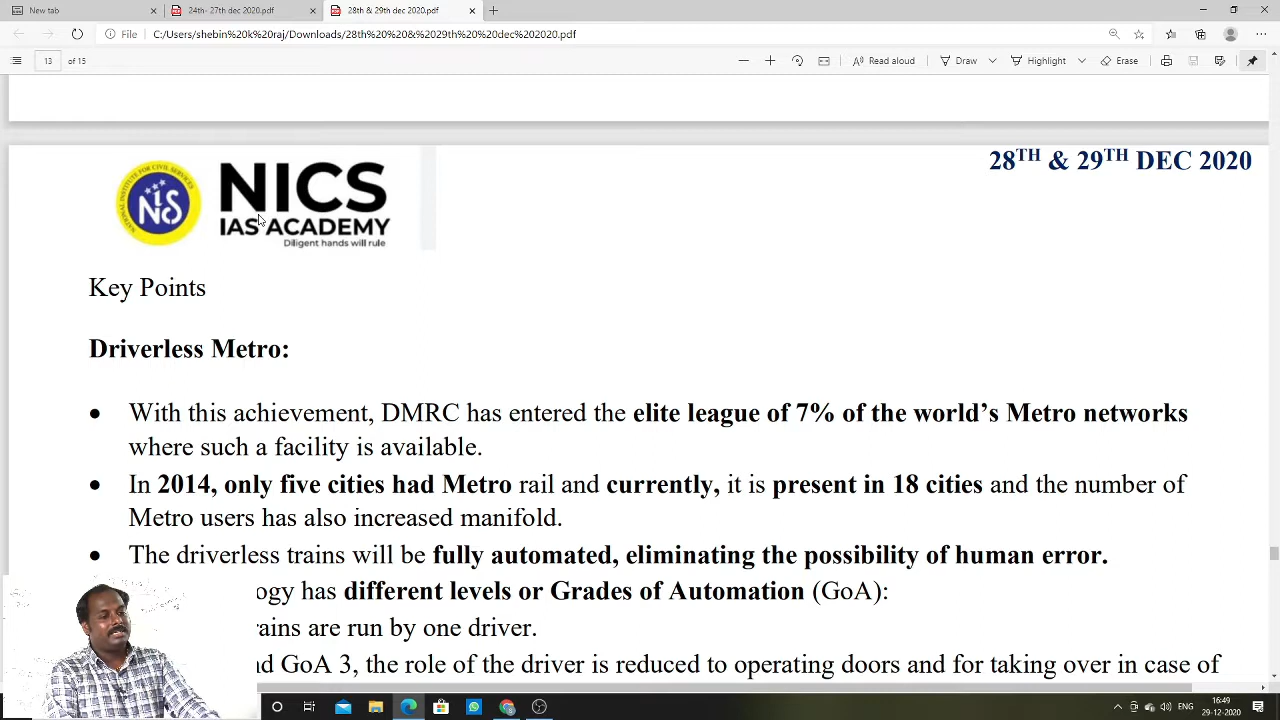 New tab
24th- 27th dec 2020.pdf
28th & 29th dec 2020.pdf
File
C:/Users/shebin%20k%20raj/Downloads/28th%20%20&%2029th%20%20dec%202020.pdf
13 of 15
Read aloud
Draw
Highlight
Erase
28TH & 29TH DEC 2020
NATIONAL INSTITUTE FOR CIVIL SERVICES
NICS
NICS
IAS ACADEMY
Diligent hands will rule
Key Points
Driverless Metro:
• With this achievement, DMRC has entered the elite league of 7% of the world’s Metro networks
where such a facility is available.
• In 2014, only five cities had Metro rail and currently, it is present in 18 cities and the number of
Metro users has also increased manifold.
• The driverless trains will be fully automated, eliminating the possibility of human error.
ogy has different levels or Grades of Automation (GoA):
rains are run by one driver.
d GoA 3, the role of the driver is reduced to operating doors and for taking over in case of
ENG
16:49
29-12-2020